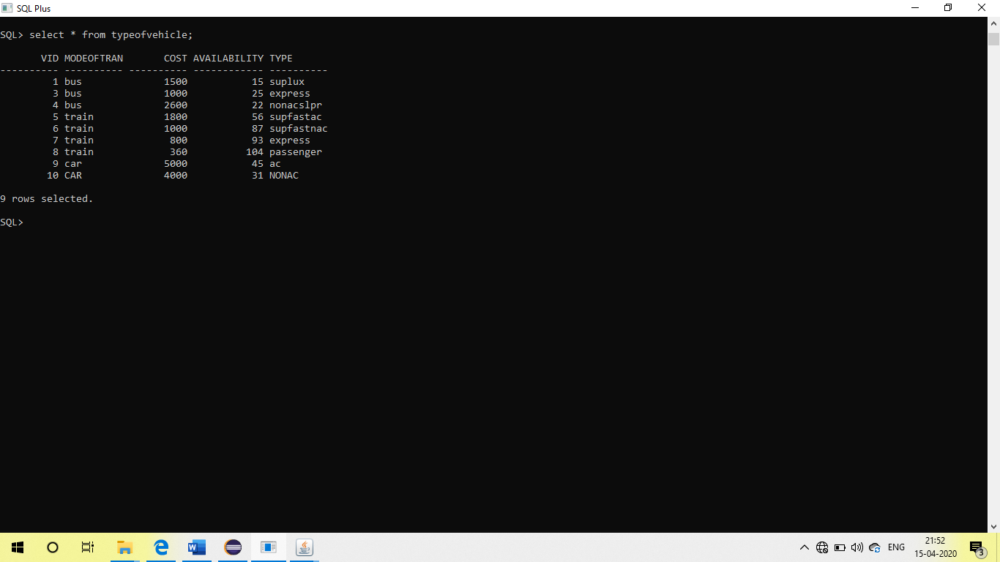 SQL Plus
SQL> select * from typeofvehicle;
       VID MODEOFTRAN       COST AVAILABILITY TYPE
---------- ---------- ---------- ------------ ----------
         1 bus              1500           15 suplux
         3 bus              1000           25 express
         4 bus              2600           22 nonacslpr
         5 train            1800           56 supfastac
         6 train            1000           87 supfastnac
         7 train             800           93 express
         8 train             360          104 passenger
         9 car              5000           45 ac
        10 CAR              4000           31 NONAC
9 rows selected.
SQL>
ENG
21:52
15-04-2020
3